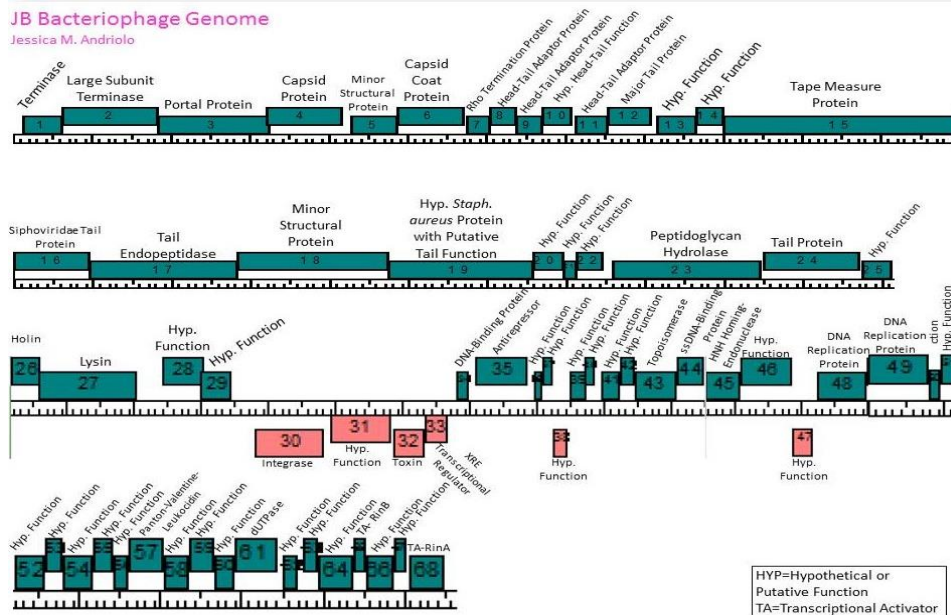 JB Bacteriophage Genome
Jessica M. Andriolo
Terminase
Large Subunit
Terminase
Portal Protein
Capsid
Protein
Minor
Structural
Protein
Capsid
Coat
Protein
Rho Termination Protein
Head-Tail Adaptor Protein
Head-Tail Adaptor Protein
Hyp. Head-Tail Function
Head-Tail Adaptor Protein
Major Tail Protein
Hyp. Function
Hyp. Function
Tape Measure
Protein
1 2 3 4 5 6 7 8 9 10 11 12 13 14 15
Siphoviridae Tail
Protein
Tail
Endopeptidase
Minor
Structural
Protein
Hyp. Staph.
aureus Protein
with Putative
Tail Function
Hyp. Function
Hyp. Function
Hyp. Function
Peptidoglycan
Hydrolase
Tail Protein
Hyp. Function
16 17 18 19 20 22 23 24 25
Holin
Lysin
Hyp.
Function
Hyp. Function
DNA-Binding Protein
Antirepressor
Hyp. Function
Hyp. Function
Hyp. Function
Hyp. Function
Hyp. Function
Hyp. Function
Topoisomerase
ssDNA-Binding
Protein
HNH Homing-
Endonuclease
Hyp.
Function
DNA
Replication
Protein
DNA
Replication
Protein
Hyp. Function
26 27 28 29 35 39 41 42 43 44 45 46 48 49
30 31 32 33 38 47
Integrase
Hyp.
Function
Toxin
XRE
Transcriptional
Regulator
Hyp.
Function
Hyp.
Function
Hyp. Function
Hyp. Function
Hyp. Function
Hyp. Function
Hyp. Function
Panton-Valentine-
Leukocidin
Hyp. Function
Hyp. Function
Hyp. Function
dUTPase
Hyp. Function
Hyp. Function
TA- RinB
Hyp. Function
Hyp. Function
TA-RinA
52 53 54 55 57 58 59 60 61 64 66 68
HYP=Hypothetical or
Putative Function
TA=Transcriptional Activator